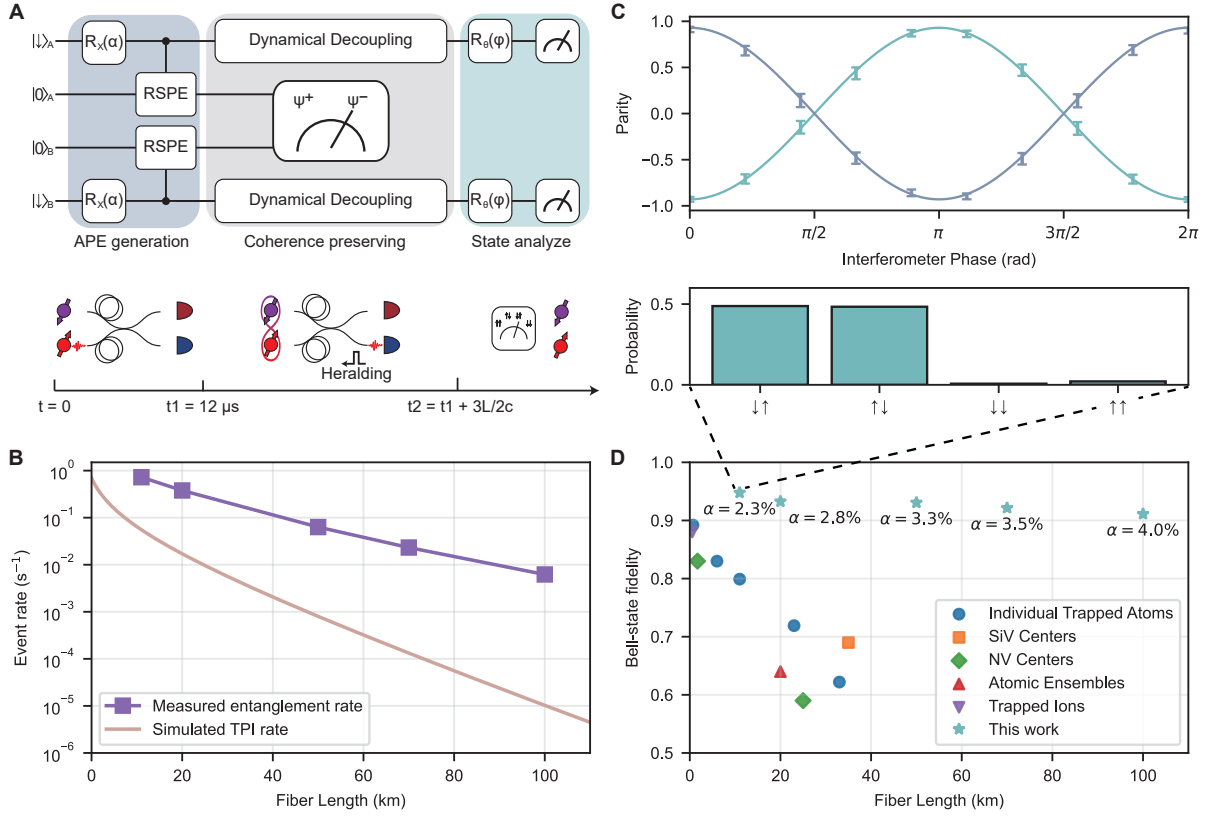 A
|↓⟩A
Rx(α)
Dynamical Decoupling
Rθ(φ)
|0⟩A
RSPE
ψ+ ψ−
|0⟩B
RSPE
|↓⟩B
Rx(α)
Dynamical Decoupling
Rθ(φ)
APE generation
Coherence preserving
State analyze
Heralding
t = 0
t1 = 12 μs
t2 = t1 + 3L/2c
B
Event rate (s⁻¹)
10⁰
10⁻¹
10⁻²
10⁻³
10⁻⁴
10⁻⁵
10⁻⁶
Measured entanglement rate
Simulated TPI rate
0 20 40 60 80 100
Fiber Length (km)
C
Parity
1.0
0.5
0.0
−0.5
−1.0
0 π/2 π 3π/2 2π
Interferometer Phase (rad)
Probability
0.5
0.0
↓↑ ↑↓ ↓↓ ↑↑
D
Bell-state fidelity
1.0
0.9
0.8
0.7
0.6
0.5
α = 2.3%
α = 2.8%
α = 3.3%
α = 3.5%
α = 4.0%
Individual Trapped Atoms
SiV Centers
NV Centers
Atomic Ensembles
Trapped Ions
This work
0 20 40 60 80 100
Fiber Length (km)